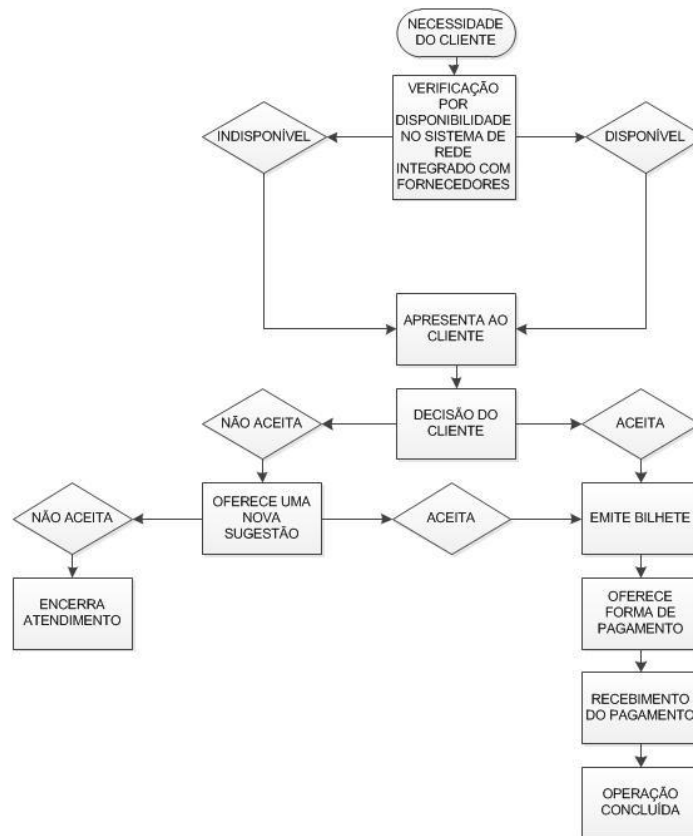 NECESSIDADE
DO CLIENTE
VERIFICAÇÃO
POR
DISPONIBILIDADE
NO SISTEMA DE
REDE
INTEGRADO COM
FORNECEDORES
INDISPONÍVEL
DISPONÍVEL
APRESENTA AO
CLIENTE
DECISÃO DO
CLIENTE
NÃO ACEITA
ACEITA
NÃO ACEITA
OFERECE UMA
NOVA
SUGESTÃO
ACEITA
EMITE BILHETE
ENCERRA
ATENDIMENTO
OFERECE
FORMA DE
PAGAMENTO
RECEBIMENTO
DO PAGAMENTO
OPERAÇÃO
CONCLUÍDA